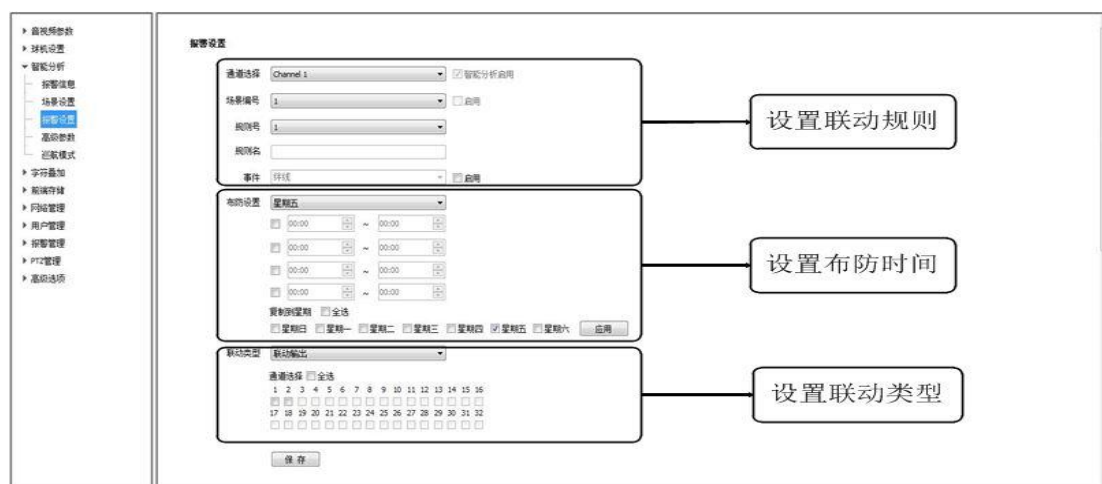 音视频参数
球机设置
智能分析
报警信息
场景设置
报警设置
高级参数
巡航模式
字符叠加
前端存储
网络管理
用户管理
报警管理
PTZ管理
高级选项
报警设置
通道选择 Channel 1 智能分析启用
场景编号 1 启用
规则号 1
规则名
事件 绊线 启用
设置联动规则
布防设置 星期五
00:00 ~ 00:00
00:00 ~ 00:00
00:00 ~ 00:00
00:00 ~ 00:00
复制到星期 全选
星期日 星期一 星期二 星期三 星期四 星期五 星期六 应用
设置布防时间
联动类型 联动输出
通道选择 全选
1 2 3 4 5 6 7 8 9 10 11 12 13 14 15 16
17 18 19 20 21 22 23 24 25 26 27 28 29 30 31 32
设置联动类型
保存